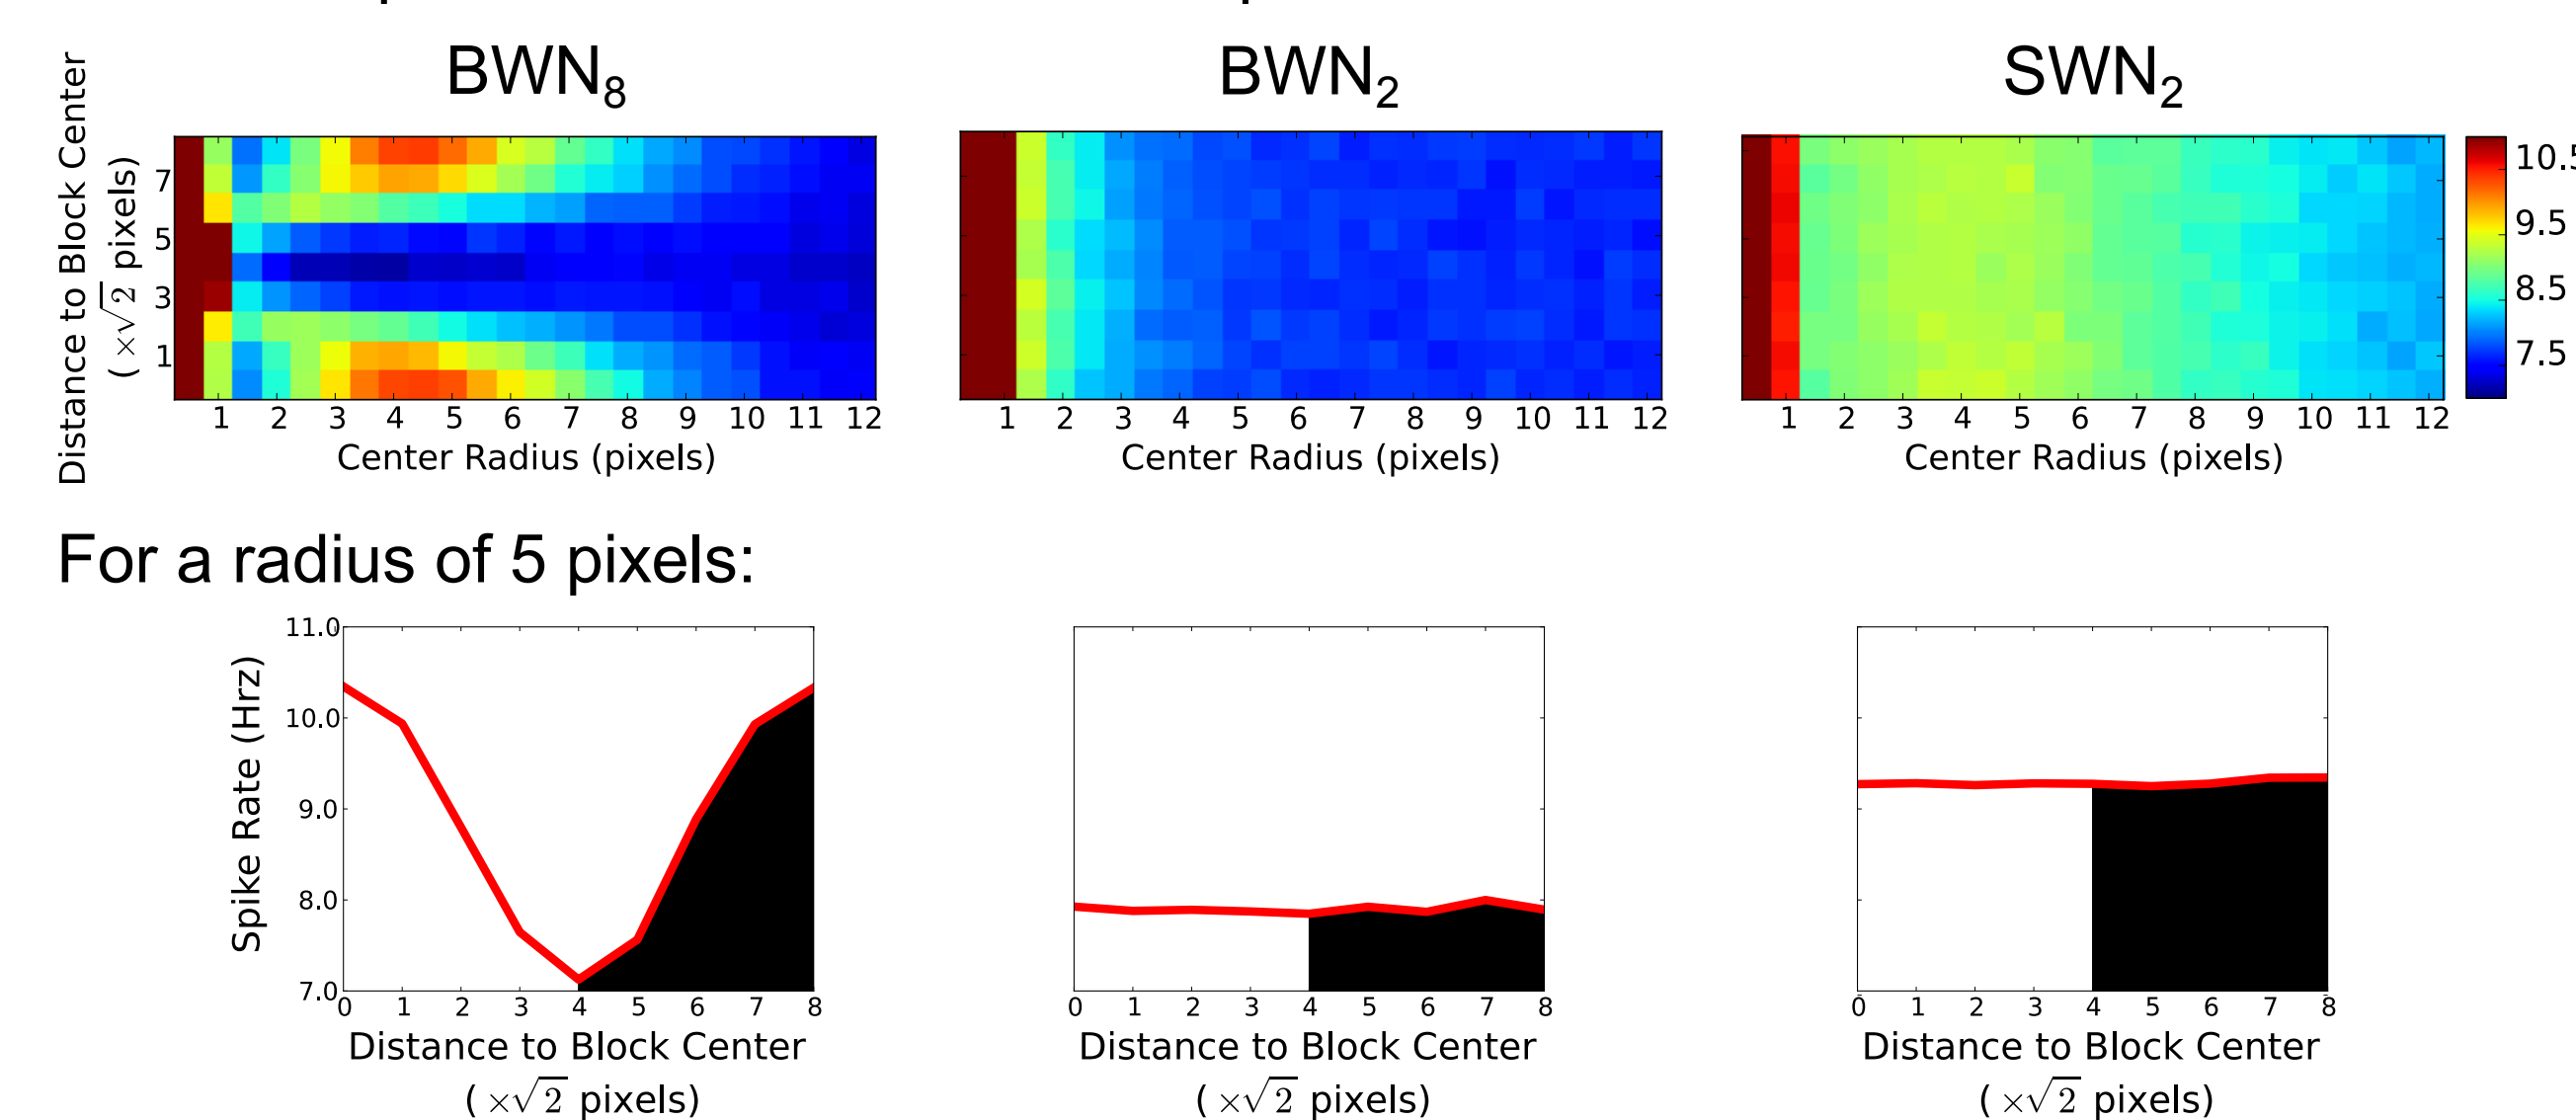 BWN8 BWN2 SWN2
Distance to Block Center
( ×√2 pixels)
7
5
3
1
1 2 3 4 5 6 7 8 9 10 11 12
Center Radius (pixels)
1 2 3 4 5 6 7 8 9 10 11 12
Center Radius (pixels)
1 2 3 4 5 6 7 8 9 10 11 12
Center Radius (pixels)
10.5
9.5
8.5
7.5
For a radius of 5 pixels:
Spike Rate (Hrz)
11.0
10.0
9.0
8.0
7.0
0 1 2 3 4 5 6 7 8
Distance to Block Center
( ×√2 pixels)
0 1 2 3 4 5 6 7 8
Distance to Block Center
( ×√2 pixels)
0 1 2 3 4 5 6 7 8
Distance to Block Center
( ×√2 pixels)